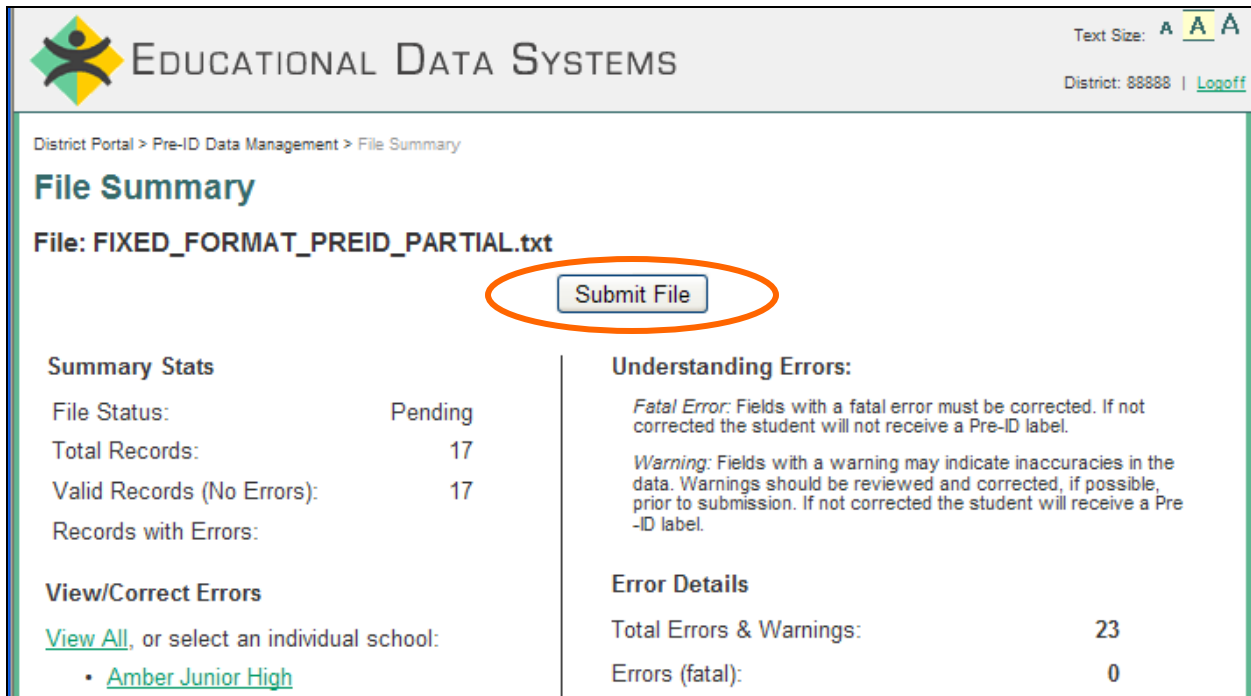 EDUCATIONAL DATA SYSTEMS
Text Size: A A A
District: 88888 | Logoff
District Portal > Pre-ID Data Management > File Summary
File Summary
File: FIXED_FORMAT_PREID_PARTIAL.txt
Submit File
Summary Stats
File Status: Pending
Total Records: 17
Valid Records (No Errors): 17
Records with Errors:
View/Correct Errors
View All, or select an individual school:
• Amber Junior High
Understanding Errors:
Fatal Error: Fields with a fatal error must be corrected. If not
corrected the student will not receive a Pre-ID label.
Warning: Fields with a warning may indicate inaccuracies in the
data. Warnings should be reviewed and corrected, if possible,
prior to submission. If not corrected the student will receive a Pre
-ID label.
Error Details
Total Errors & Warnings: 23
Errors (fatal): 0